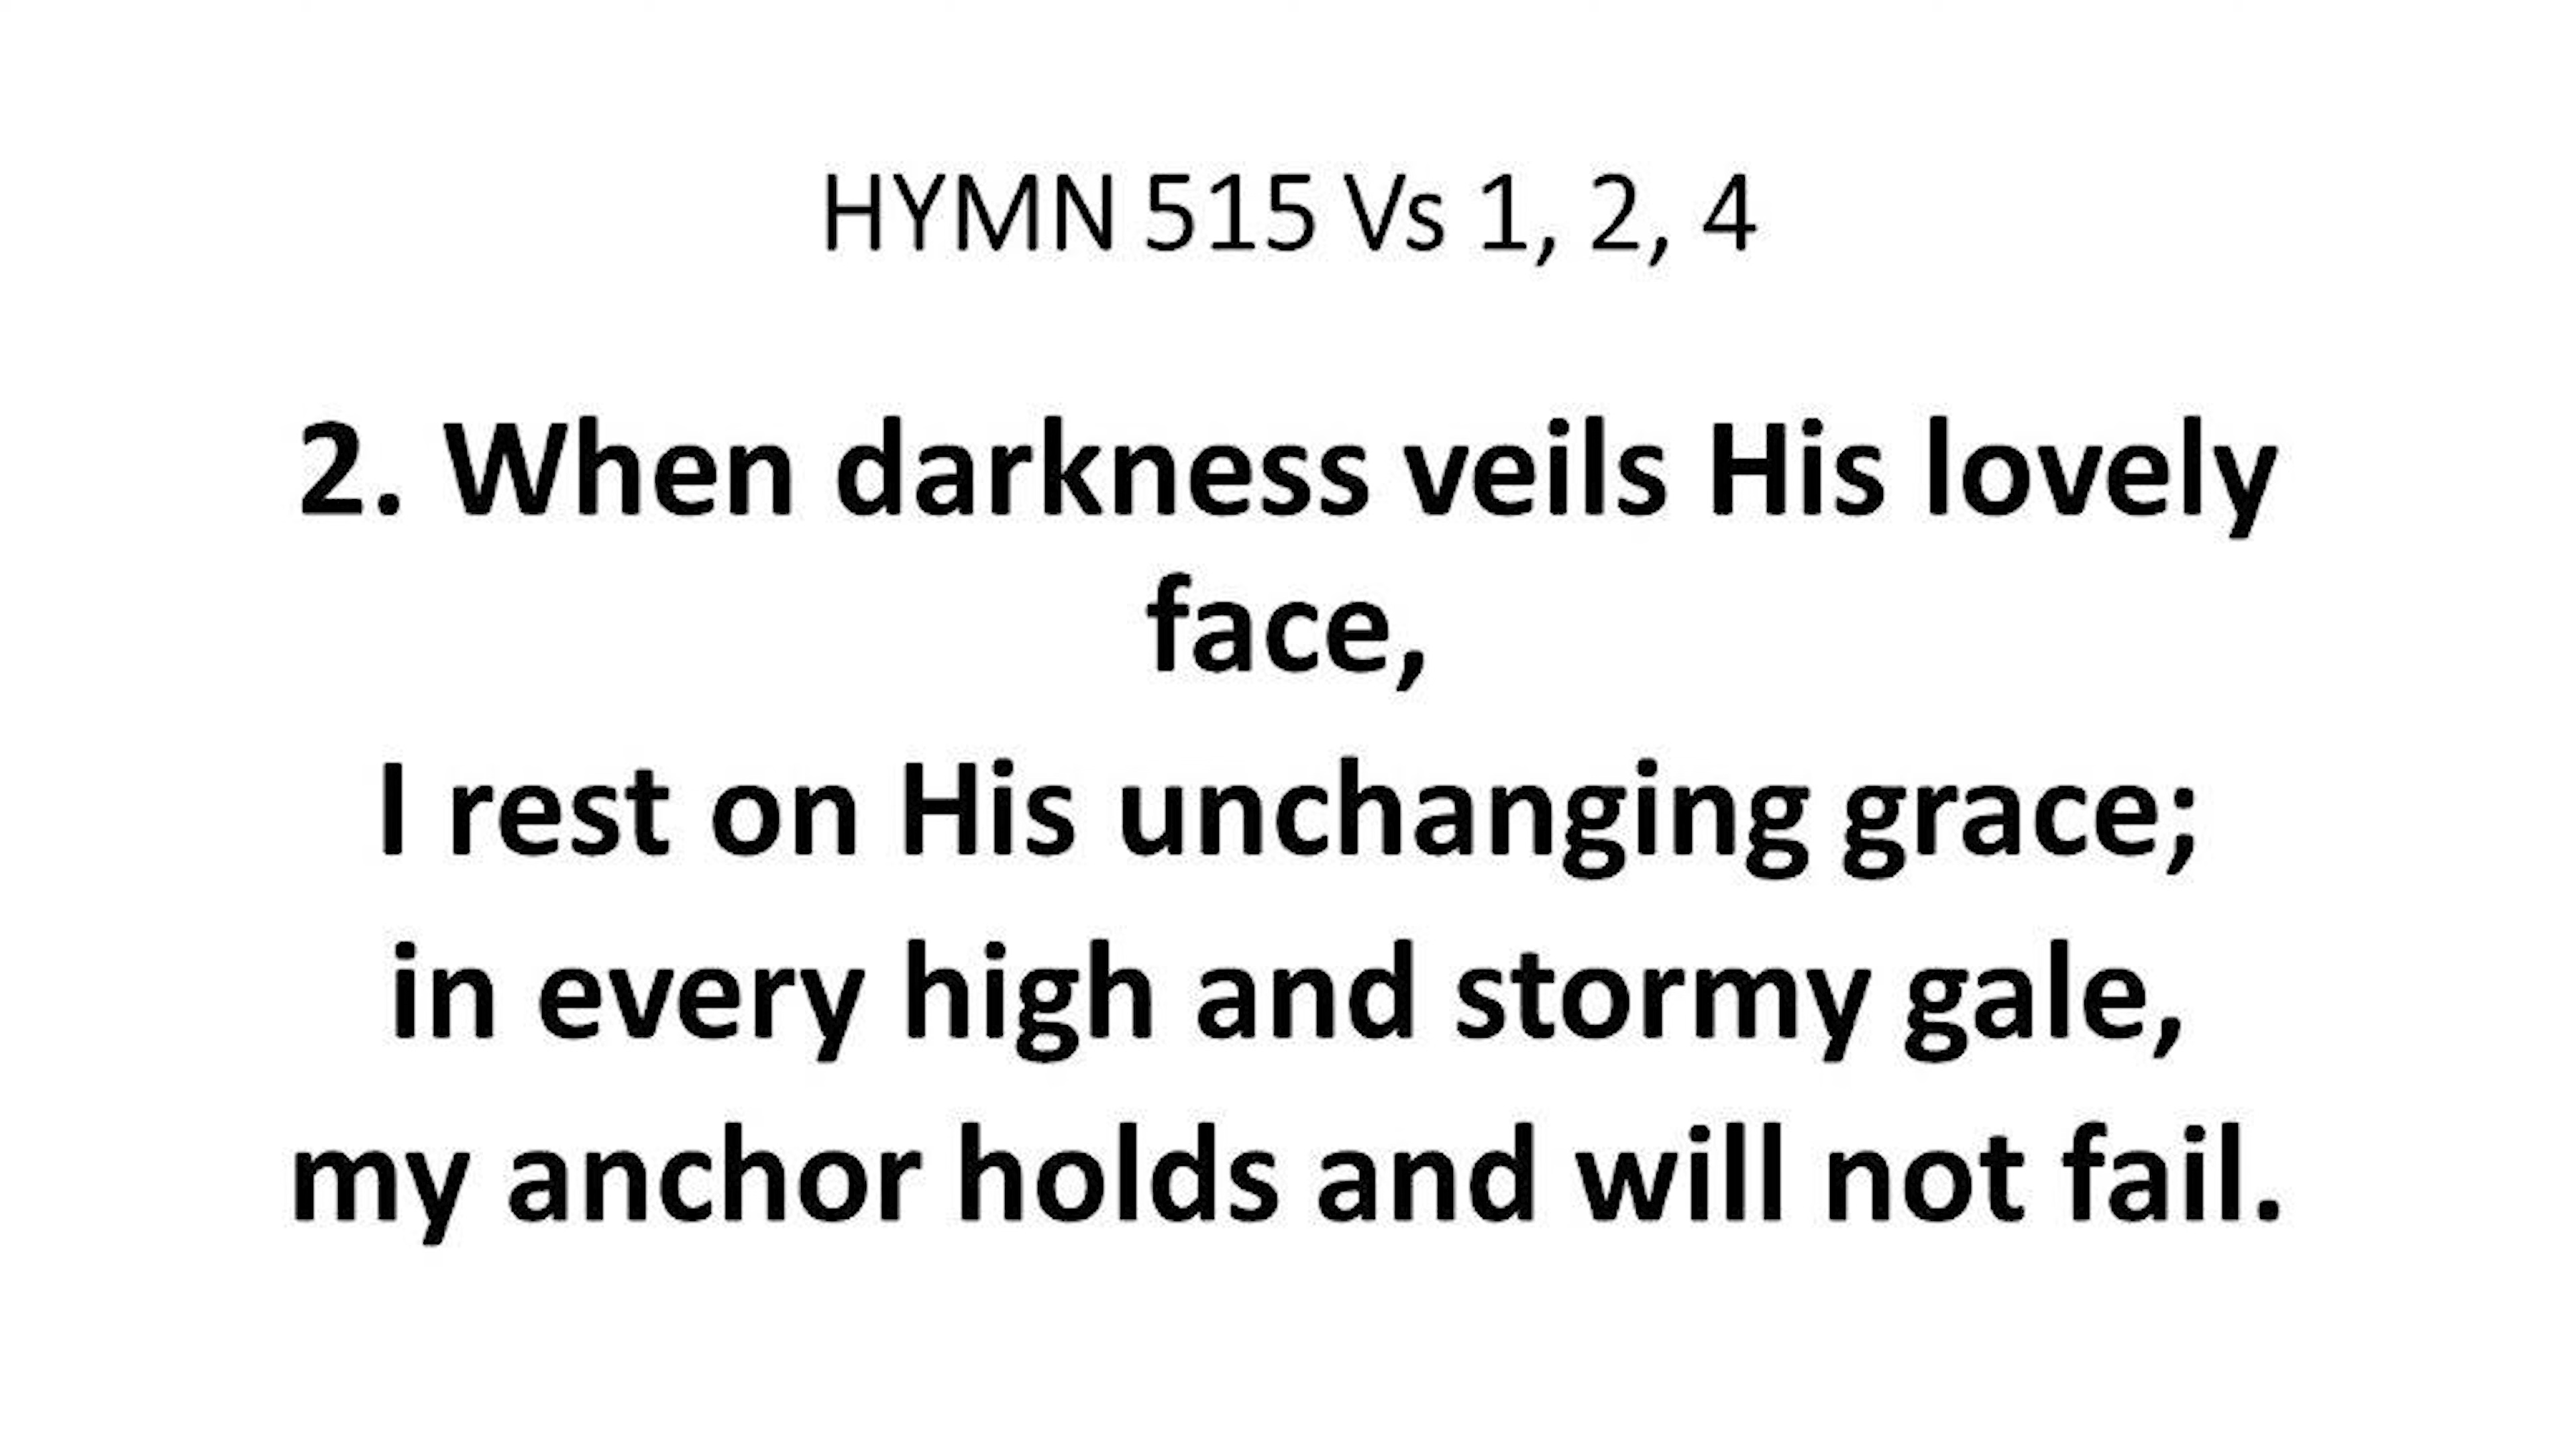 HYMN 515 Vs 1, 2, 4
2. When darkness veils His lovely
face,
I rest on His unchanging grace;
in every high and stormy gale,
my anchor holds and will not fail.